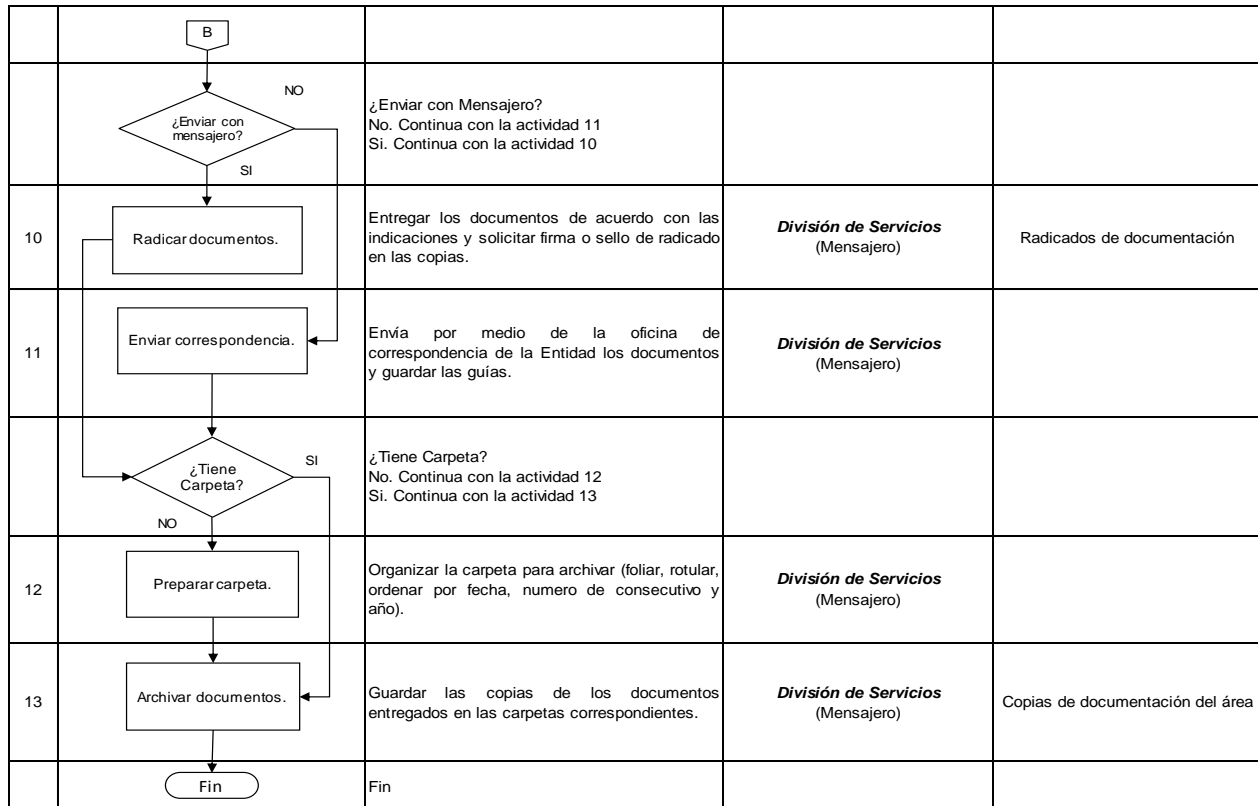 B
NO
¿Enviar con
mensajero?
SI
¿Enviar con Mensajero?
No. Continua con la actividad 11
Si. Continua con la actividad 10
10
Radicar documentos.
Entregar los documentos de acuerdo con las
indicaciones y solicitar firma o sello de radicado
en las copias.
División de Servicios
(Mensajero)
Radicados de documentación
11
Enviar correspondencia.
Envía por medio de la oficina de
correspondencia de la Entidad los documentos
y guardar las guías.
División de Servicios
(Mensajero)
¿Tiene
Carpeta?
SI
NO
¿Tiene Carpeta?
No. Continua con la actividad 12
Si. Continua con la actividad 13
12
Preparar carpeta.
Organizar la carpeta para archivar (foliar, rotular,
ordenar por fecha, numero de consecutivo y
año).
División de Servicios
(Mensajero)
13
Archivar documentos.
Guardar las copias de los documentos
entregados en las carpetas correspondientes.
División de Servicios
(Mensajero)
Copias de documentación del área
Fin
Fin